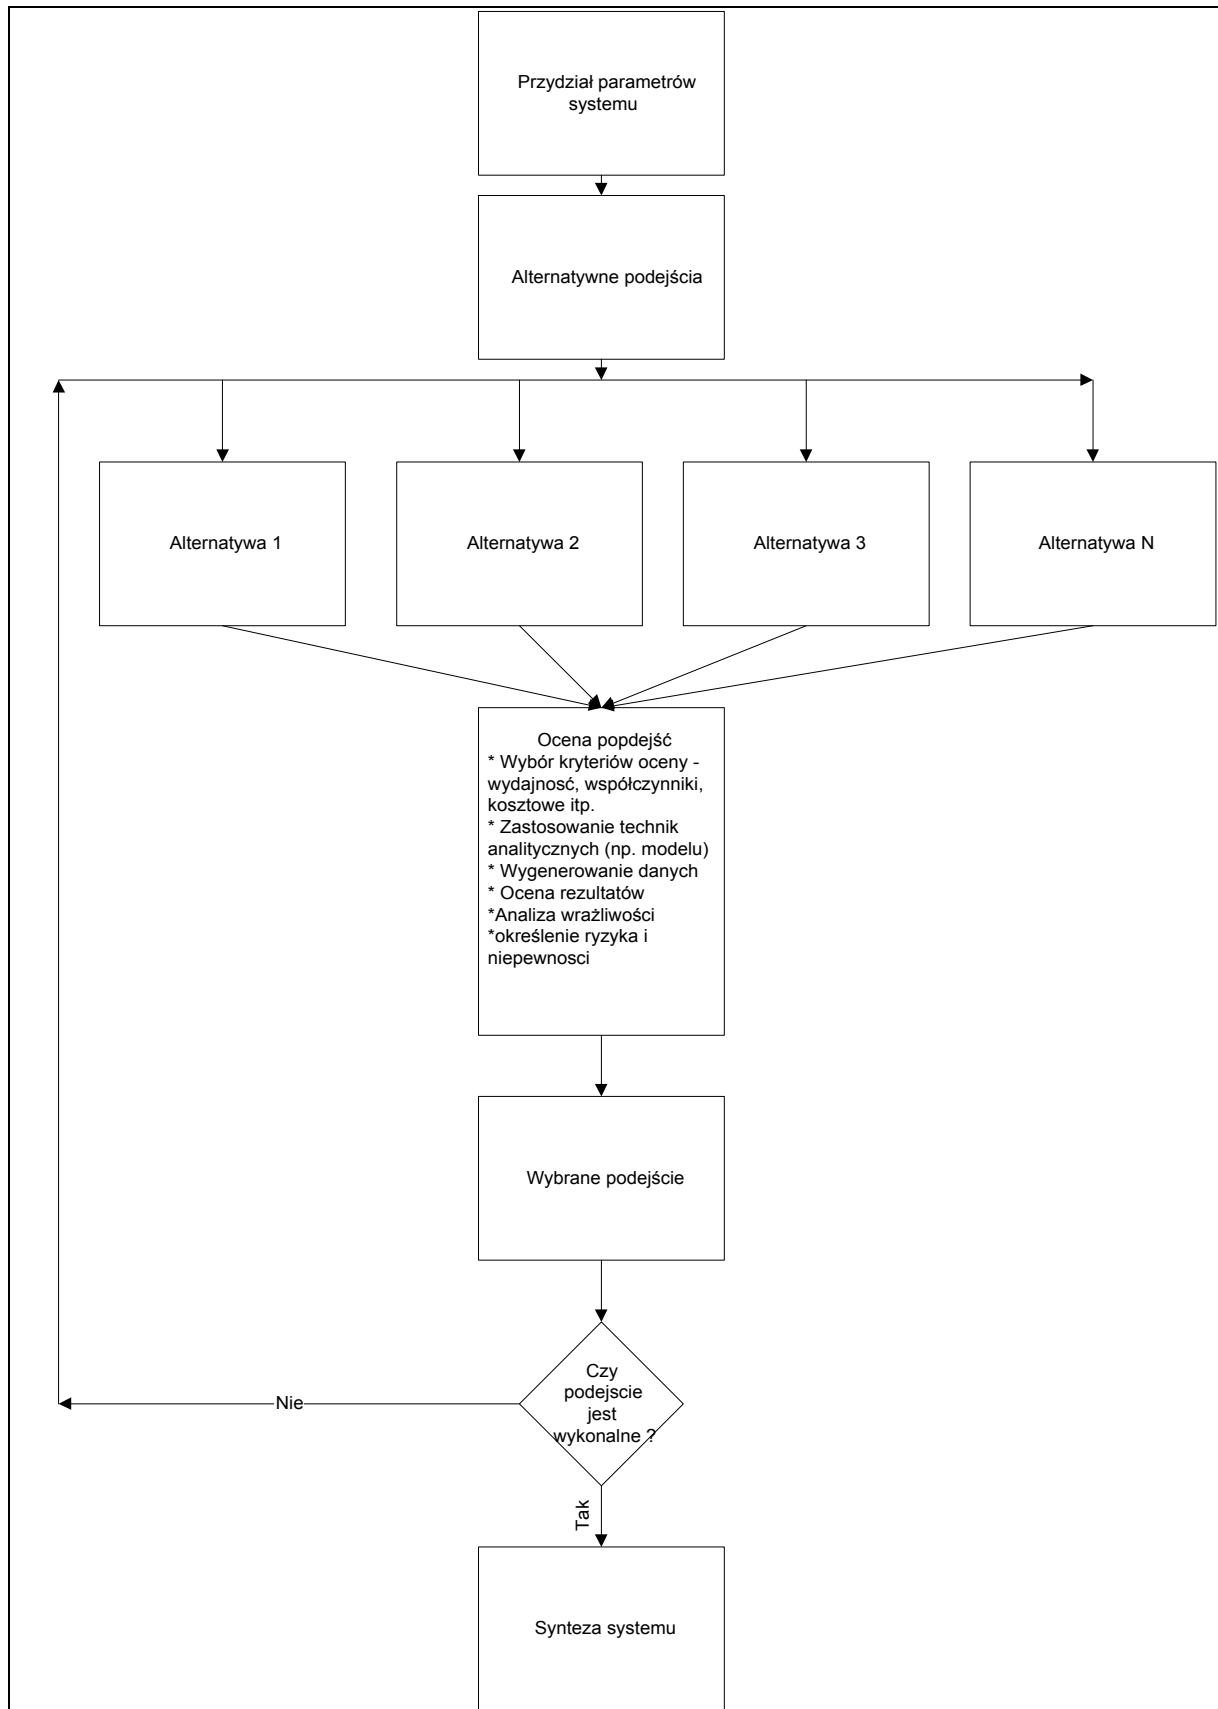 Przydział parametrów
systemu
Alternatywne podejścia
Alternatywa 1
Alternatywa 2
Alternatywa 3
Alternatywa N
Ocena popdejść
* Wybór kryteriów oceny -
wydajnosć, współczynniki,
kosztowe itp.
* Zastosowanie technik
analitycznych (np. modelu)
* Wygenerowanie danych
* Ocena rezultatów
*Analiza wrażliwości
*określenie ryzyka i
niepewnosci
Wybrane podejście
Czy
podejscie
jest
wykonalne ?
Nie
Tak
Synteza systemu